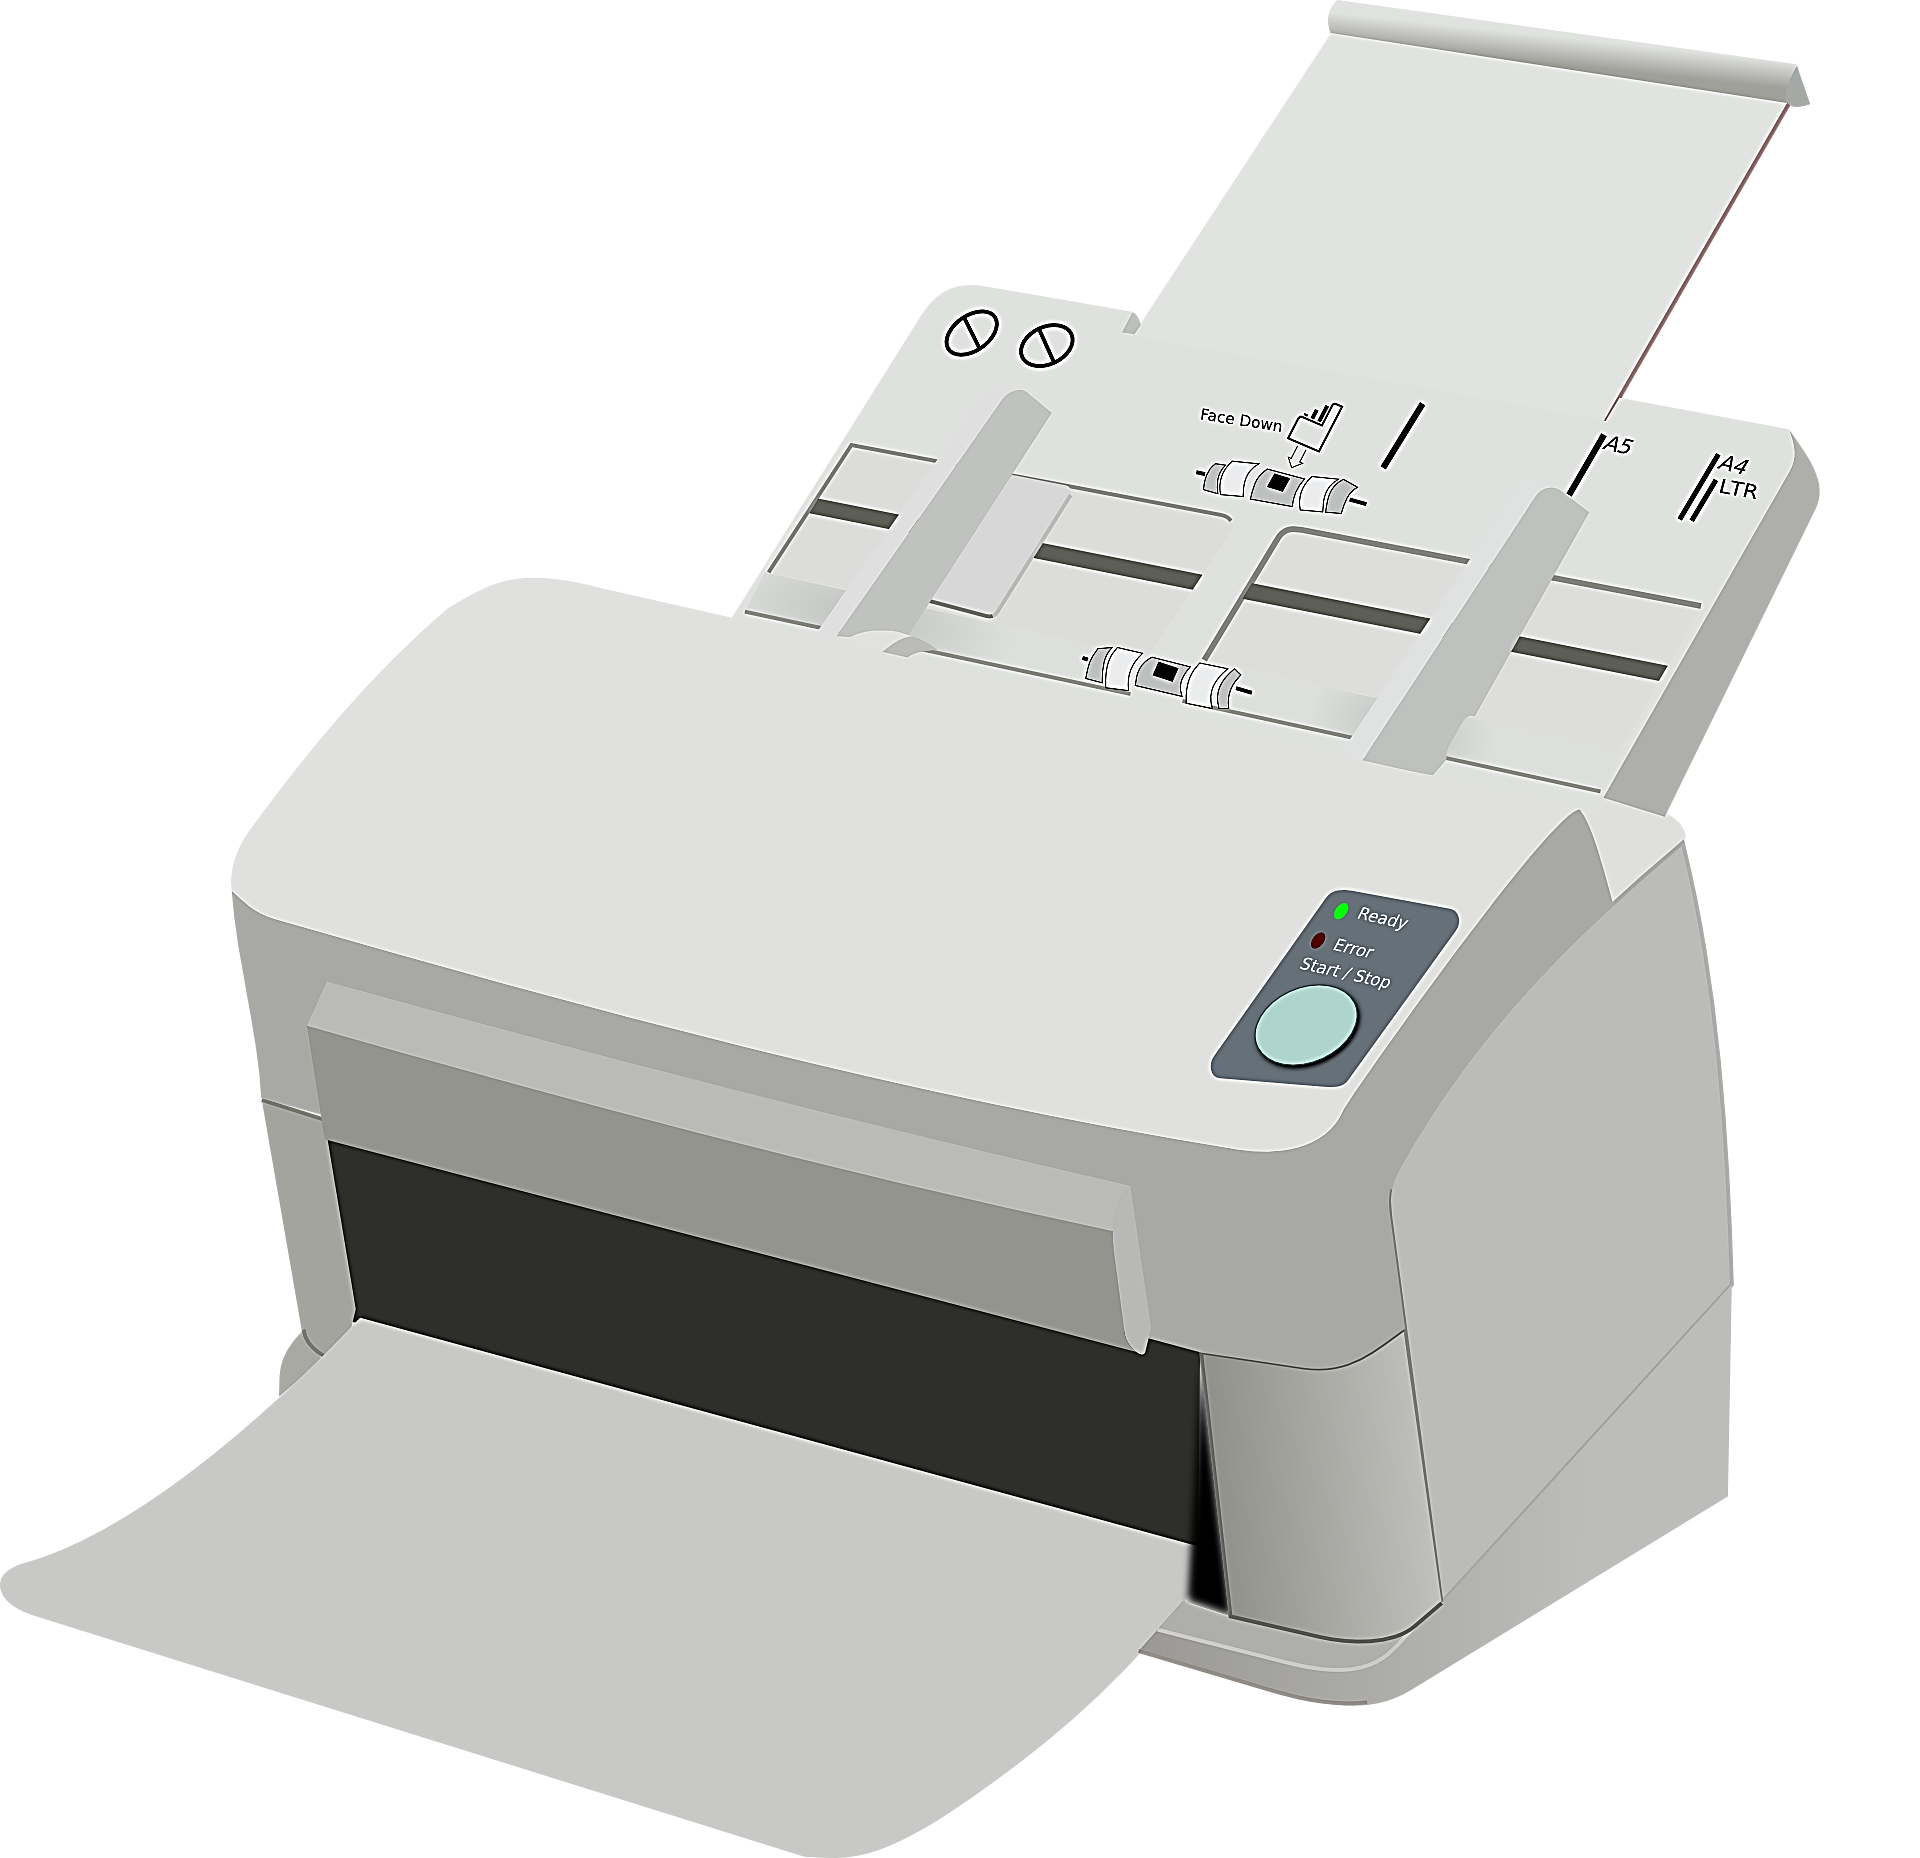 Face Down
A5
A4
LTR
Ready
Error
Start / Stop